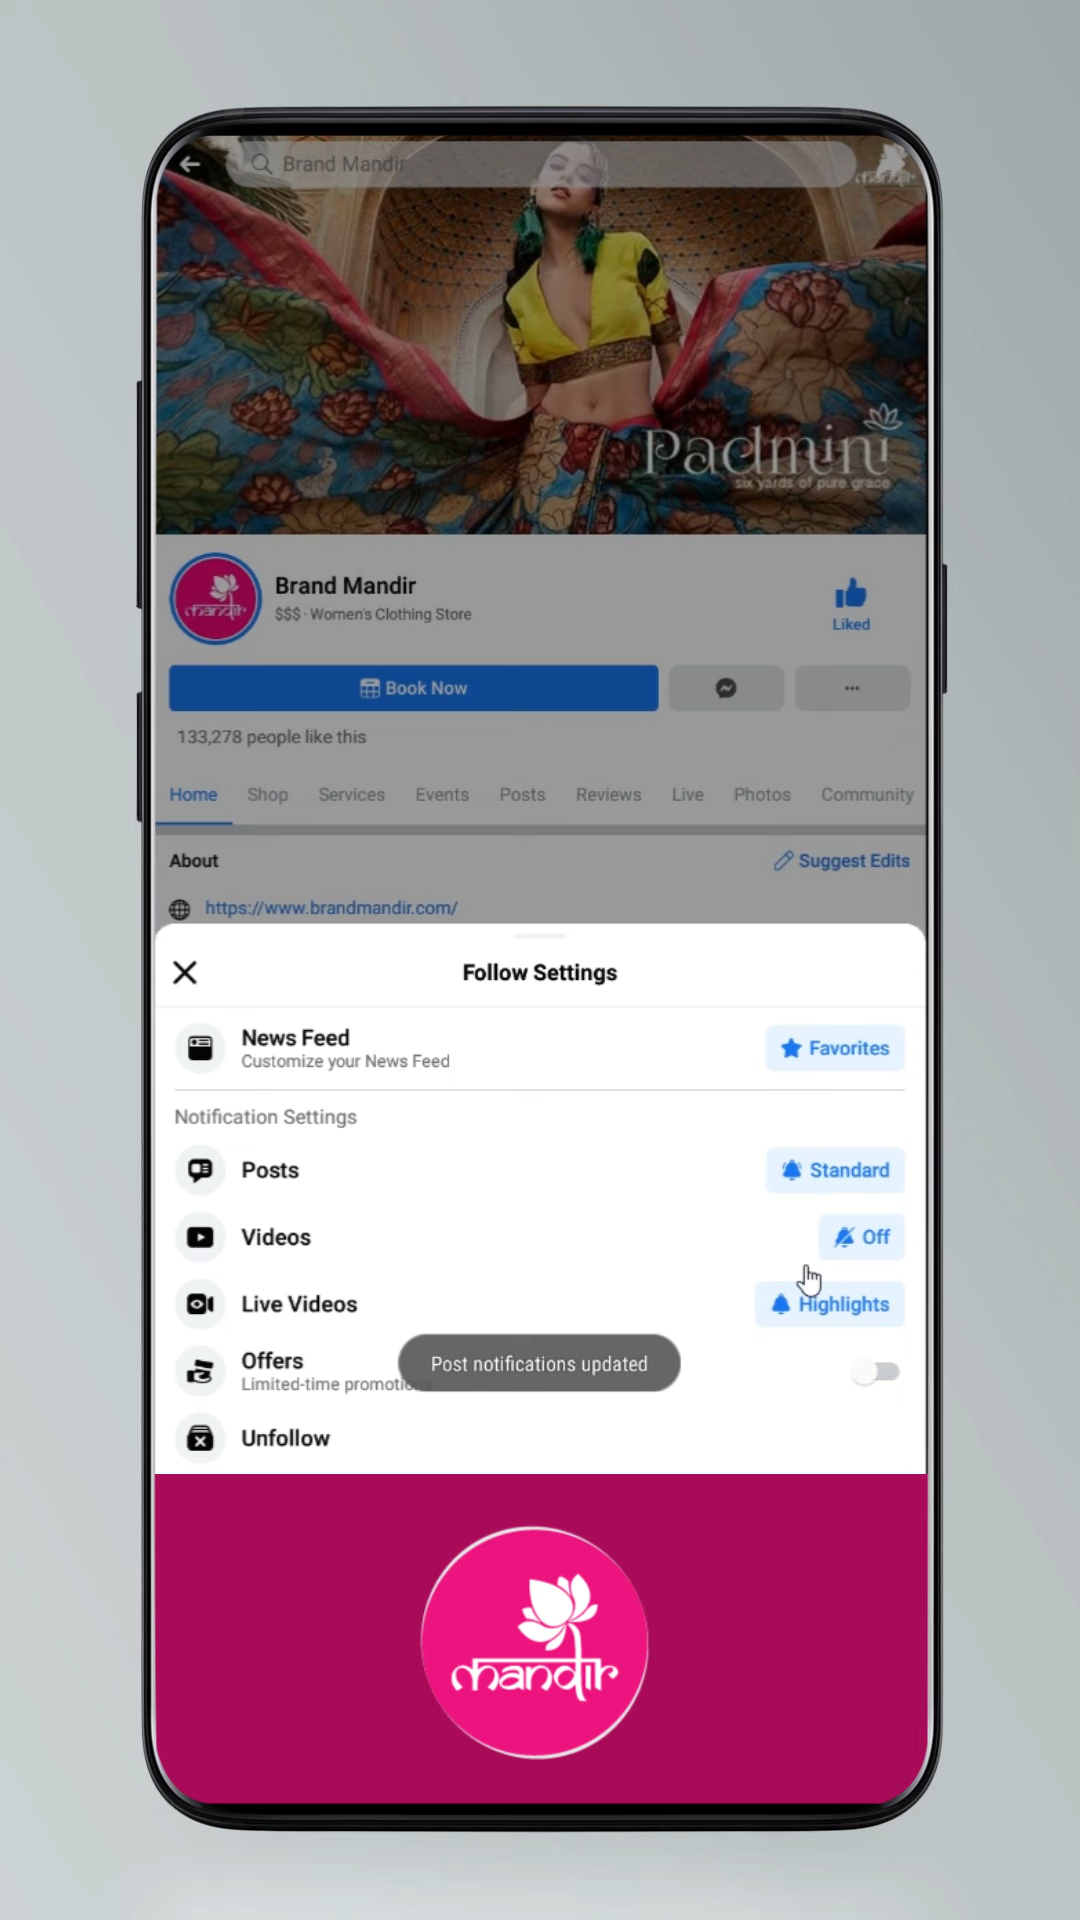 Brand Mandir
mandir
Padmini
six yards of pure grace
mandir
Brand Mandir
$$$ · Women's Clothing Store
Liked
Book Now
133,278 people like this
Home Shop Services Events Posts Reviews Live Photos Community
About
Suggest Edits
https://www.brandmandir.com/
Follow Settings
News Feed
Customize your News Feed
Favorites
Notification Settings
Posts
Standard
Videos
Off
Live Videos
Highlights
Offers
Limited-time promotions
Post notifications updated
Unfollow
mandir